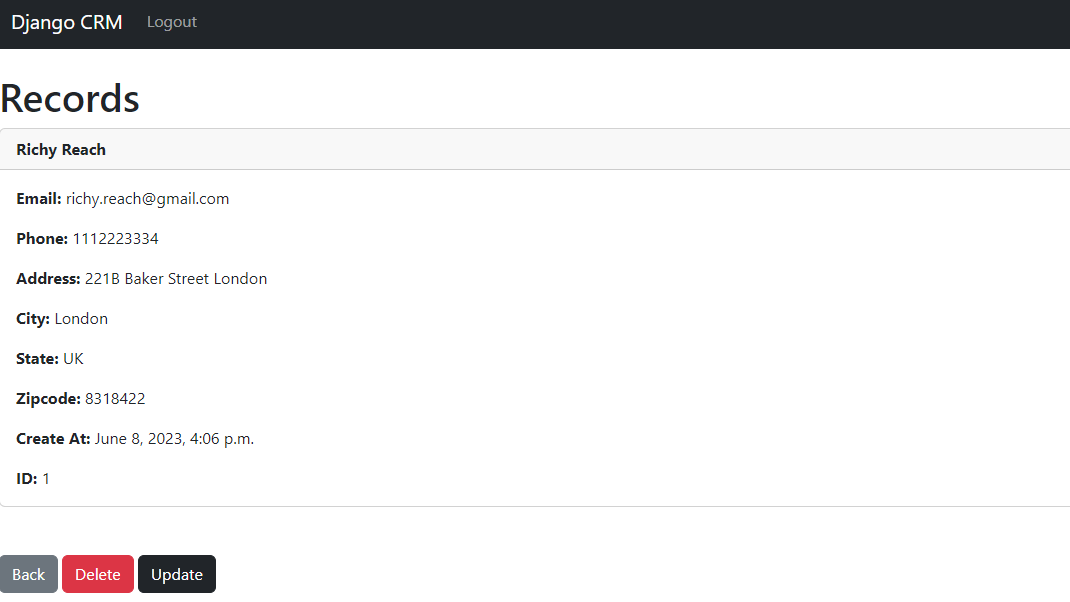 Django CRM Logout
Records
Richy Reach
Email: richy.reach@gmail.com
Phone: 1112223334
Address: 221B Baker Street London
City: London
State: UK
Zipcode: 8318422
Create At: June 8, 2023, 4:06 p.m.
ID: 1
Back Delete Update